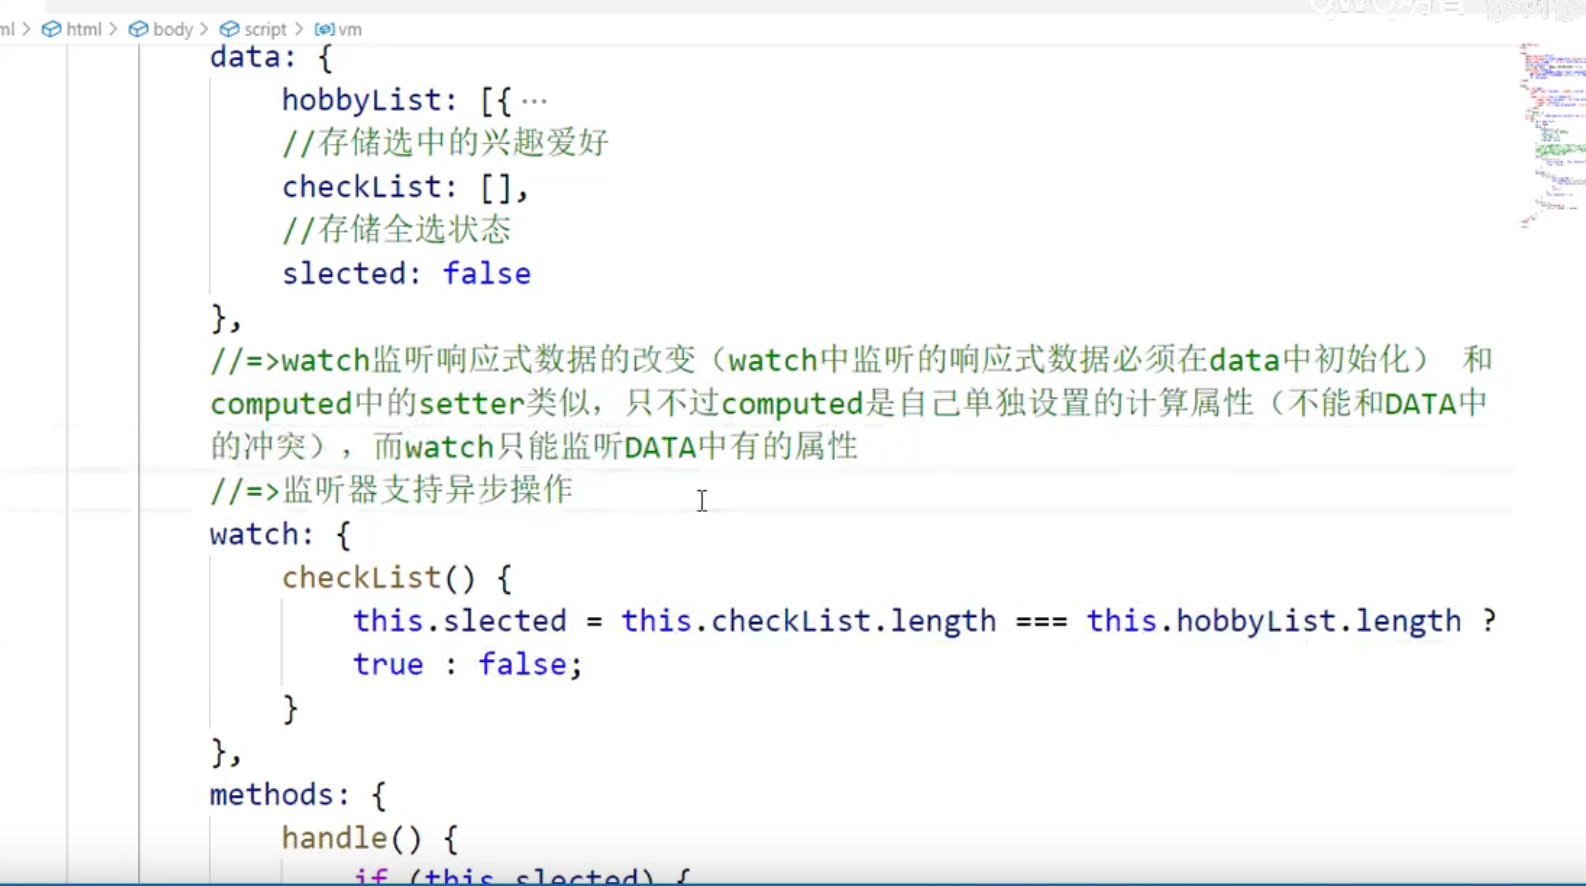 ml > html > body > script > vm
data: {
hobbyList: [{ ···
//存储选中的兴趣爱好
checkList: [],
//存储全选状态
slected: false
},
//=>watch监听响应式数据的改变（watch中监听的响应式数据必须在data中初始化） 和
computed中的setter类似，只不过computed是自己单独设置的计算属性（不能和DATA中
的冲突），而watch只能监听DATA中有的属性
//=>监听器支持异步操作
watch: {
checkList() {
this.slected = this.checkList.length === this.hobbyList.length ?
true : false;
}
},
methods: {
handle() {
if (this.slected) {